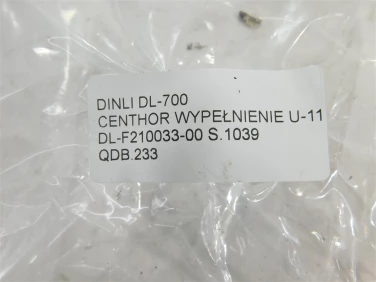 DINLI DL-700
CENTHOR WYPEŁNIENIE U-11
DL-F210033-00 S.1039
QDB.233